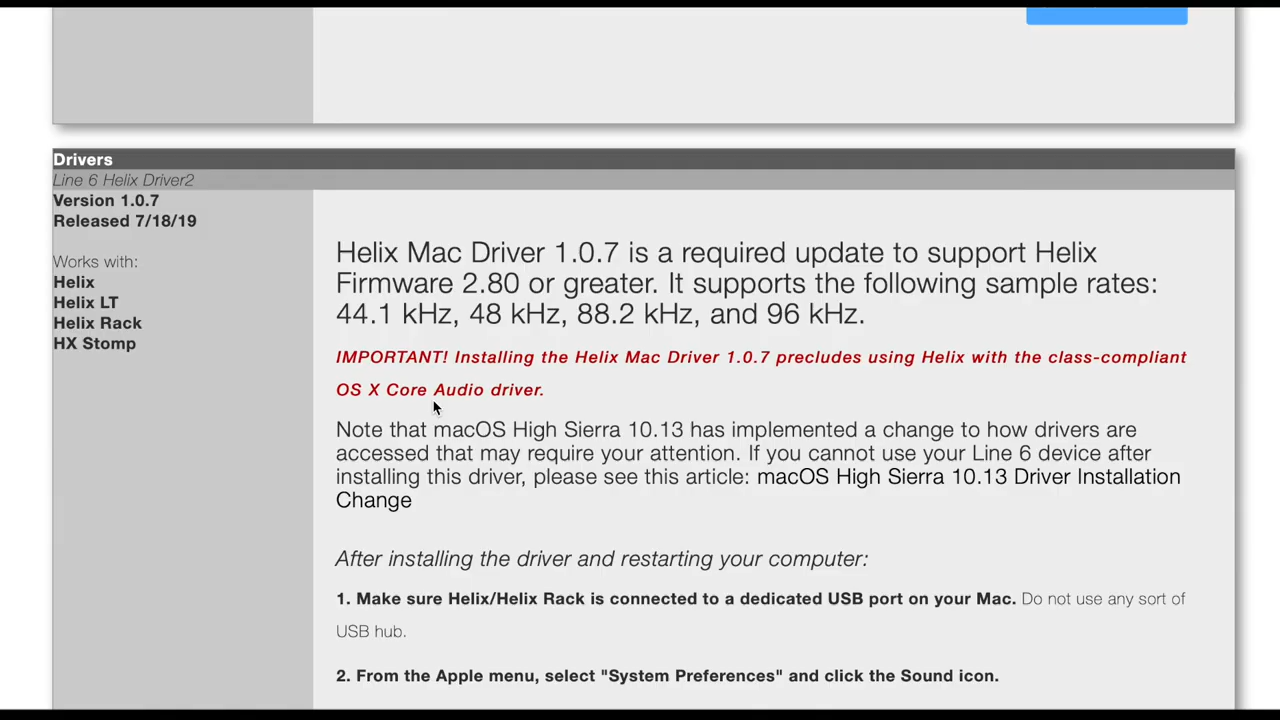 Drivers
Line 6 Helix Driver2
Version 1.0.7
Released 7/18/19
Works with:
Helix
Helix LT
Helix Rack
HX Stomp
Helix Mac Driver 1.0.7 is a required update to support Helix
Firmware 2.80 or greater. It supports the following sample rates:
44.1 kHz, 48 kHz, 88.2 kHz, and 96 kHz.
IMPORTANT! Installing the Helix Mac Driver 1.0.7 precludes using Helix with the class-compliant
OS X Core Audio driver.
Note that macOS High Sierra 10.13 has implemented a change to how drivers are
accessed that may require your attention. If you cannot use your Line 6 device after
installing this driver, please see this article: macOS High Sierra 10.13 Driver Installation
Change
After installing the driver and restarting your computer:
1. Make sure Helix/Helix Rack is connected to a dedicated USB port on your Mac. Do not use any sort of
USB hub.
2. From the Apple menu, select "System Preferences" and click the Sound icon.